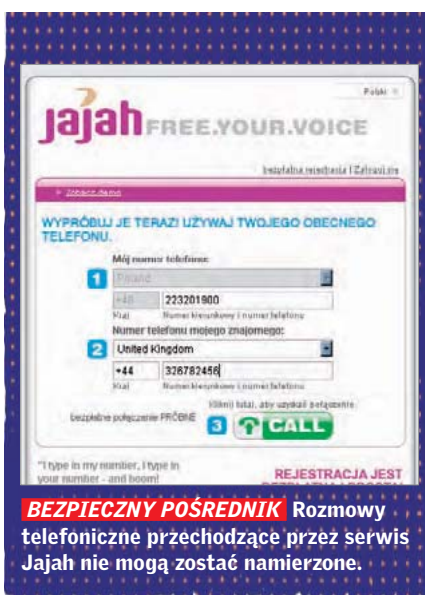 Polski
jajah FREE.YOUR.VOICE
bezpłatna rejestracja | Zaloguj się
» Zobacz demo
WYPRÓBUJ JE TERAZ! UŻYWAJ TWOJEGO OBECNEGO
TELEFONU.
Mój numer telefonu:
1 Poland
+48 223201900
Kraj Numer kierunkowy i numer telefonu
Numer telefonu mojego znajomego:
2 United Kingdom
+44 326782456
Kraj Numer kierunkowy i numer telefonu
Kliknij tutaj, aby uzyskać połączenie.
bezpłatne połączenie PRÓBNE 3 CALL
"I type in my number, I type in
your number - and boom!
REJESTRACJA JEST
BEZPIECZNY POŚREDNIK Rozmowy
telefoniczne przechodzące przez serwis
Jajah nie mogą zostać namierzone.